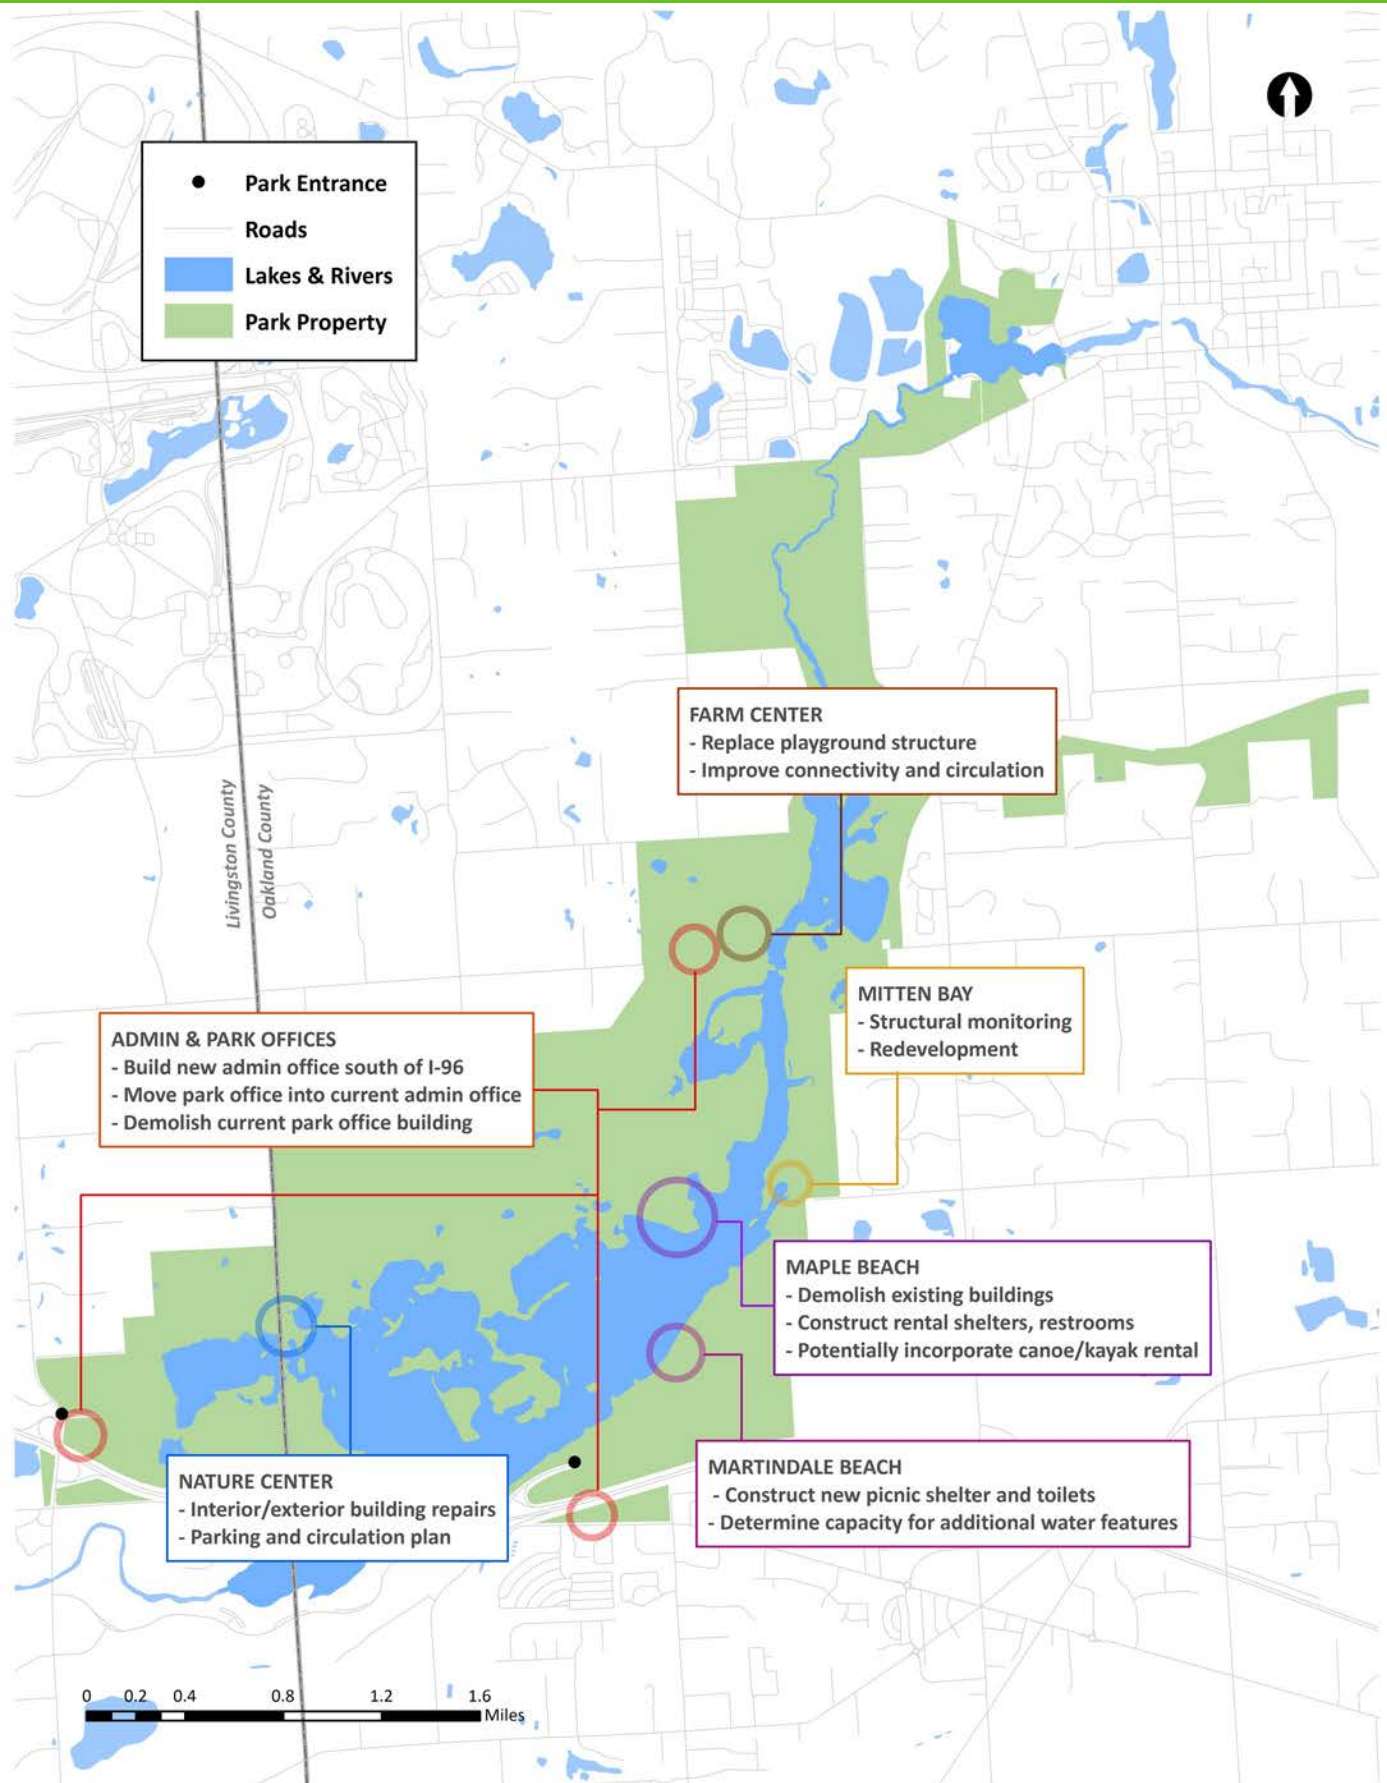 Park Entrance
Roads
Lakes & Rivers
Park Property
FARM CENTER
- Replace playground structure
- Improve connectivity and circulation
Livingston County
Oakland County
MITTEN BAY
- Structural monitoring
- Redevelopment
ADMIN & PARK OFFICES
- Build new admin office south of I-96
- Move park office into current admin office
- Demolish current park office building
MAPLE BEACH
- Demolish existing buildings
- Construct rental shelters, restrooms
- Potentially incorporate canoe/kayak rental
MARTINDALE BEACH
- Construct new picnic shelter and toilets
- Determine capacity for additional water features
NATURE CENTER
- Interior/exterior building repairs
- Parking and circulation plan
0 0.2 0.4 0.8 1.2 1.6
Miles